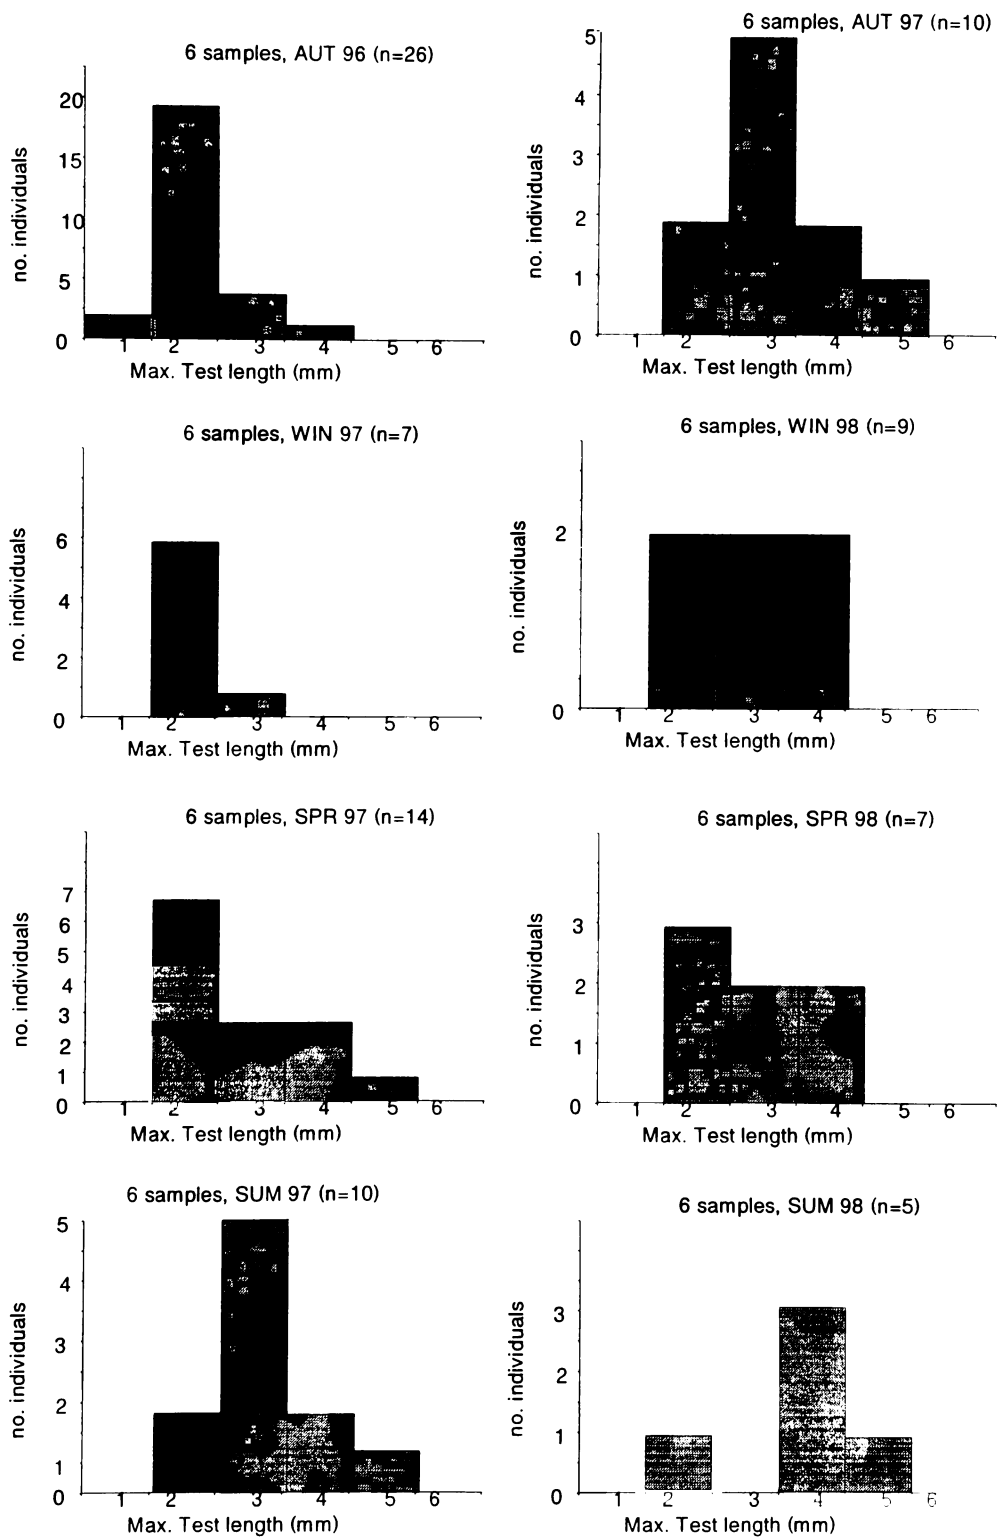 6 samples, AUT 96 (n=26)
no. individuals
20
15
10
5
0
1 2 3 4 5 6
Max. Test length (mm)
6 samples, AUT 97 (n=10)
no. individuals
5
4
3
2
1
0
1 2 3 4 5 6
Max. Test length (mm)
6 samples, WIN 97 (n=7)
no. individuals
6
4
2
0
1 2 3 4 5 6
Max. Test length (mm)
6 samples, WIN 98 (n=9)
no. individuals
2
0
1 2 3 4 5 6
Max. Test length (mm)
6 samples, SPR 97 (n=14)
no. individuals
7
6
5
4
3
2
1
0
1 2 3 4 5 6
Max. Test length (mm)
6 samples, SPR 98 (n=7)
no. individuals
3
2
1
0
1 2 3 4 5 6
Max. Test length (mm)
6 samples, SUM 97 (n=10)
no. individuals
5
4
3
2
1
0
1 2 3 4 5 6
Max. Test length (mm)
6 samples, SUM 98 (n=5)
no. individuals
3
2
1
0
1 2 3 4 5 6
Max. Test length (mm)